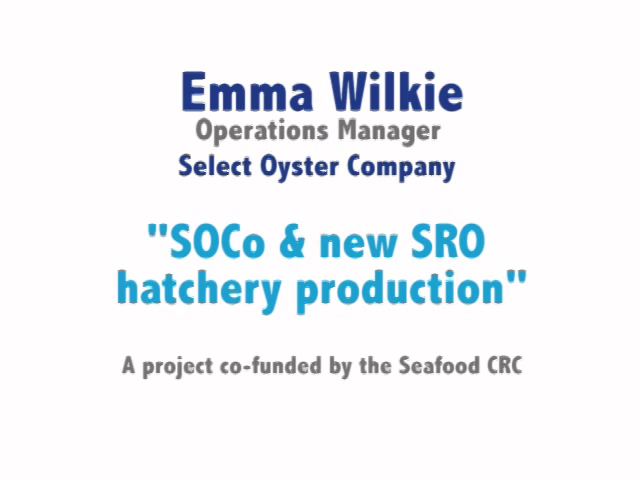 Emma Wilkie
Operations Manager
Select Oyster Company
"SOCo & new SRO
hatchery production"
A project co-funded by the Seafood CRC